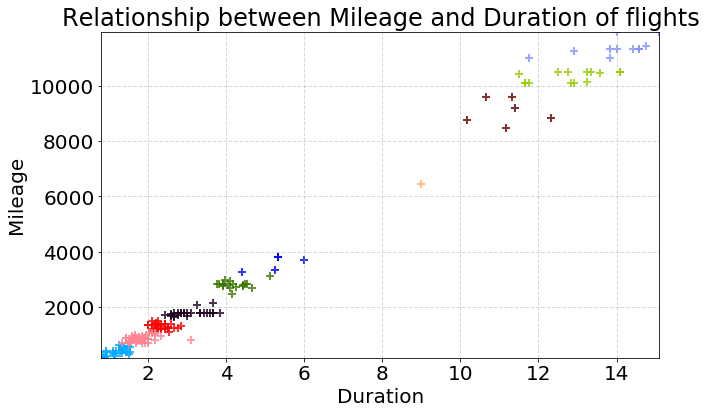 Relationship between Mileage and Duration of flights
Mileage
10000
8000
6000
4000
2000
2 4 6 8 10 12 14
Duration